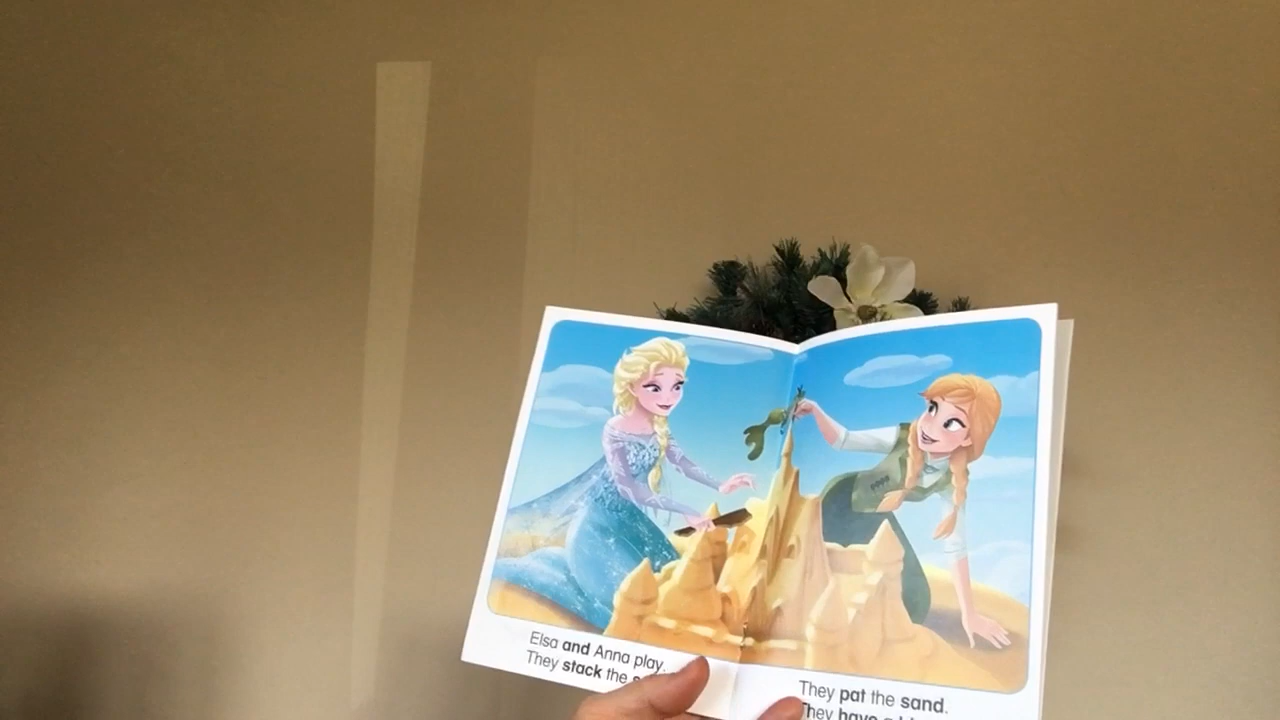 Elsa and Anna play.
They stack the
They pat the sand.
They have a